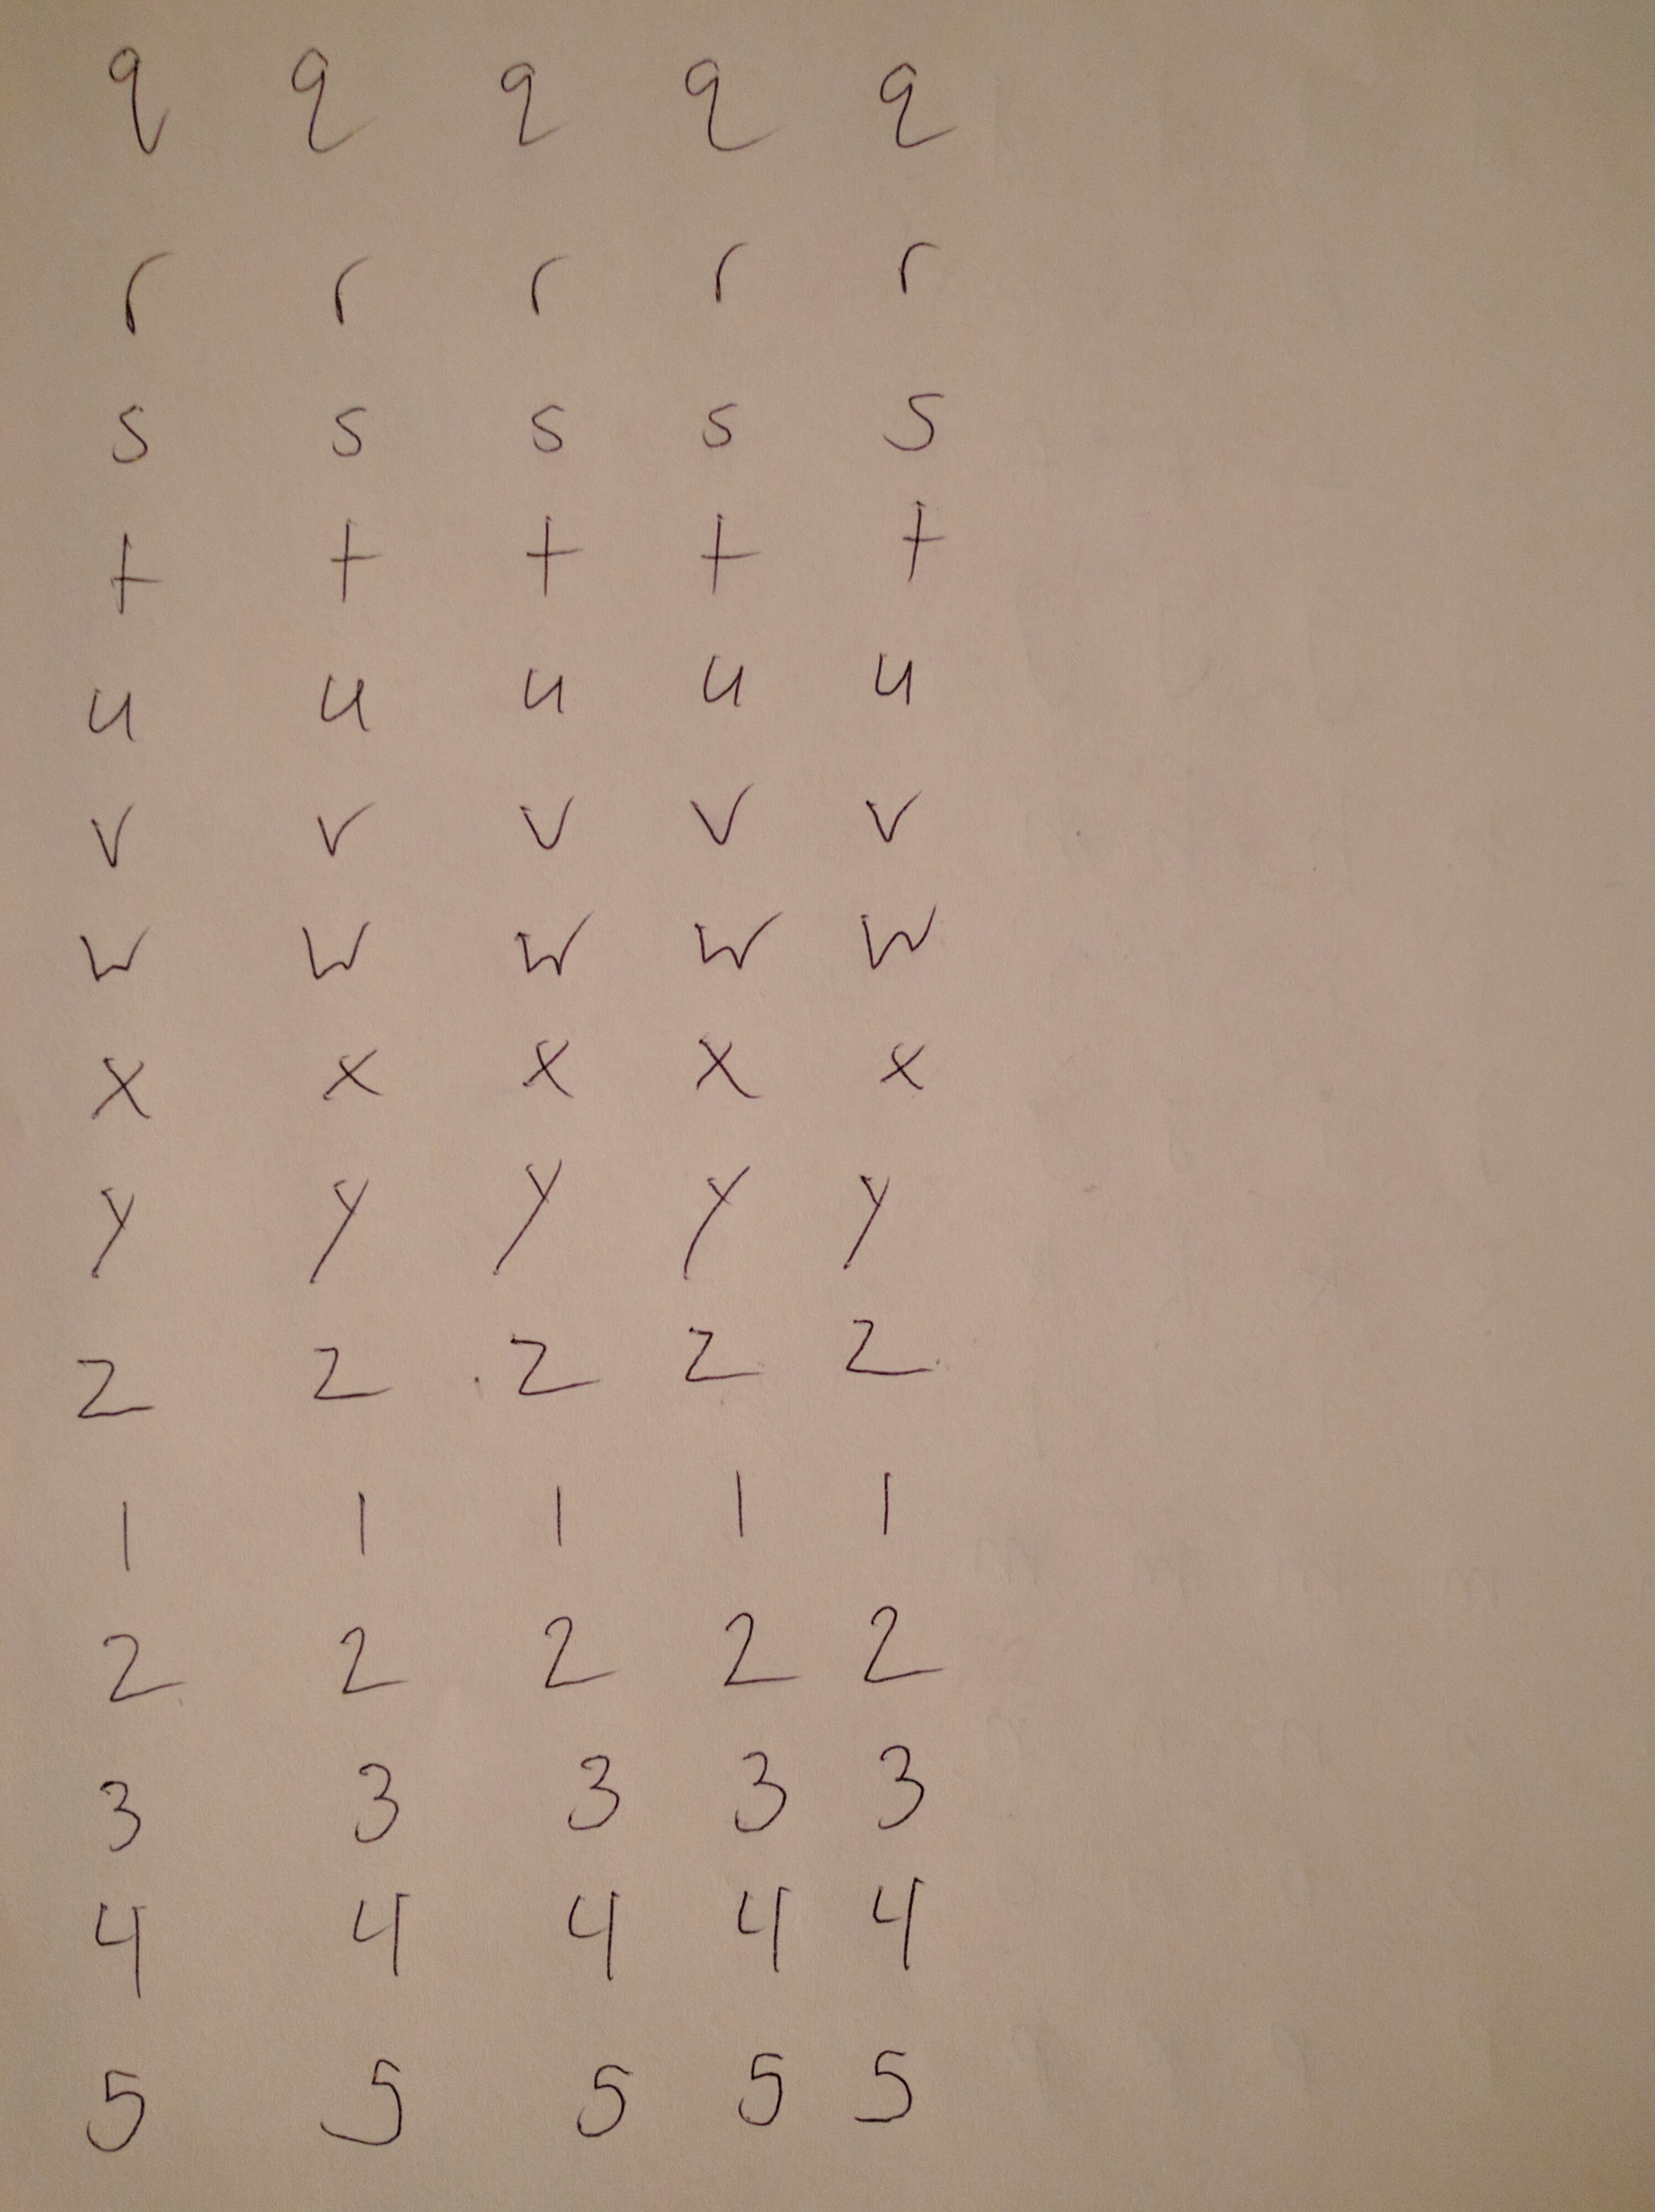 q q q q q
r r r r r
s s s s s
t t t t t
u u u u u
v v v v v
w w w w w
x x x x x
y y y y y
z z z z z
1 1 1 1 1
2 2 2 2 2
3 3 3 3 3
4 4 4 4 4
5 5 5 5 5